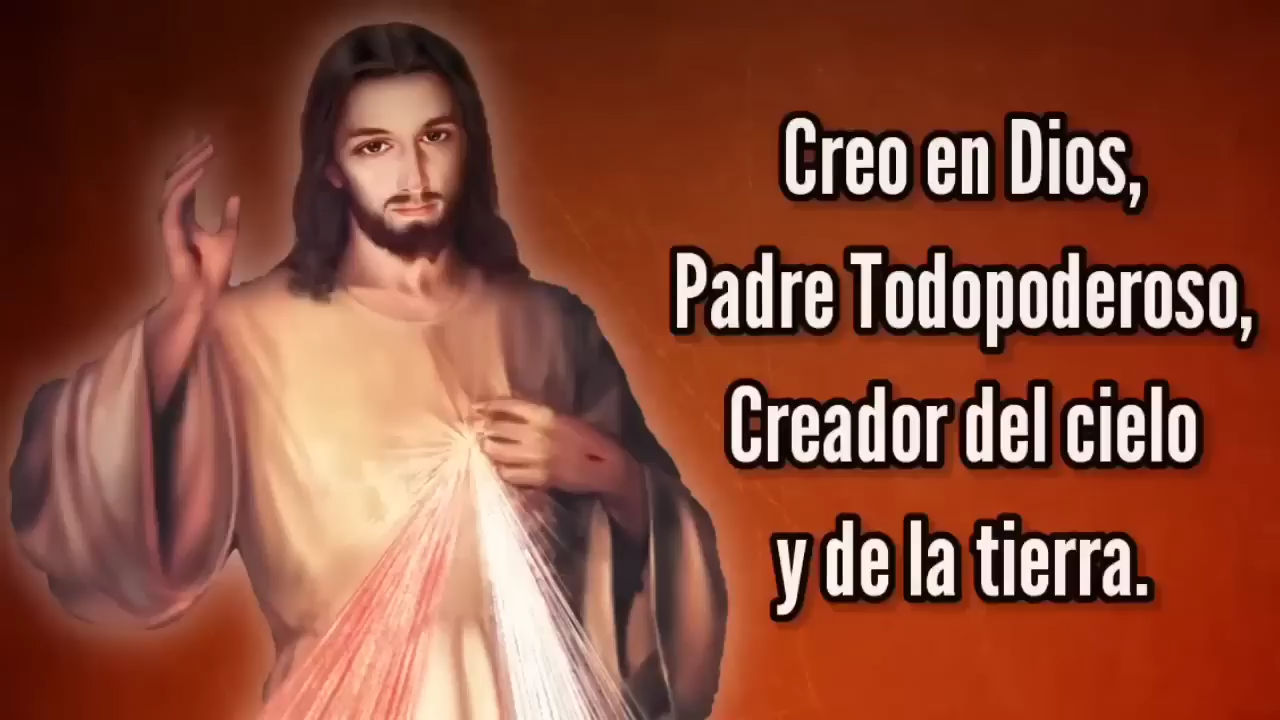 Creo en Dios,
Padre Todopoderoso,
Creador del cielo
y de la tierra.